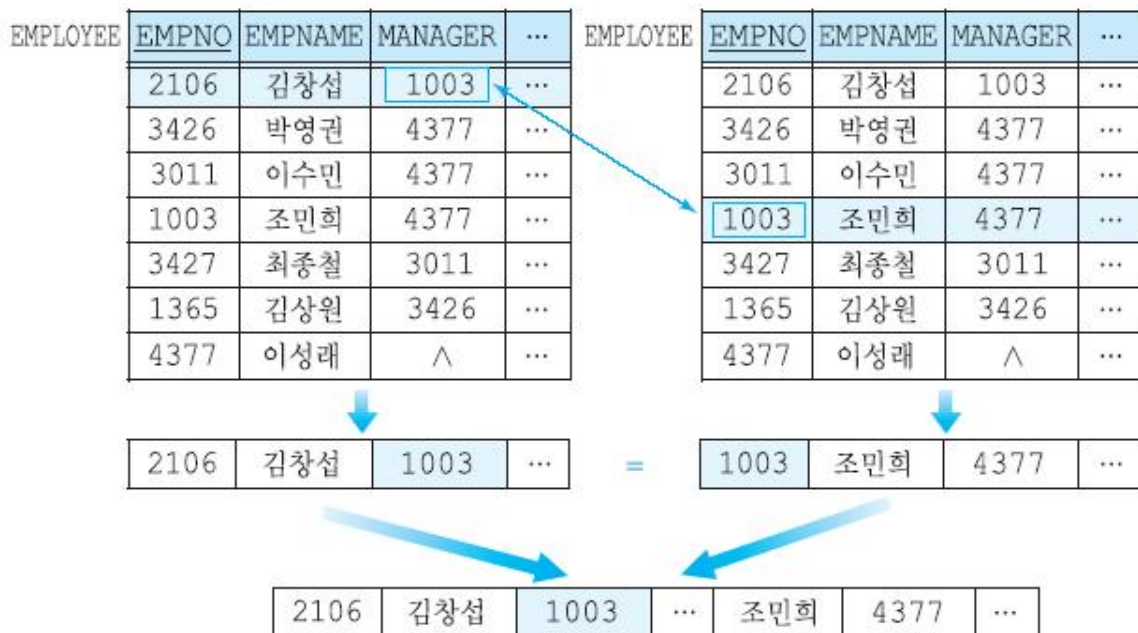 EMPLOYEE EMPNO EMPNAME MANAGER ... EMPLOYEE EMPNO EMPNAME MANAGER ...
2106 김창섭 1003 ... 2106 김창섭 1003 ...
3426 박영권 4377 ... 3426 박영권 4377 ...
3011 이수민 4377 ... 3011 이수민 4377 ...
1003 조민희 4377 ... 1003 조민희 4377 ...
3427 최종철 3011 ... 3427 최종철 3011 ...
1365 김상원 3426 ... 1365 김상원 3426 ...
4377 이성래 ∧ ... 4377 이성래 ∧ ...
2106 김창섭 1003 ... = 1003 조민희 4377 ...
2106 김창섭 1003 ... 조민희 4377 ...